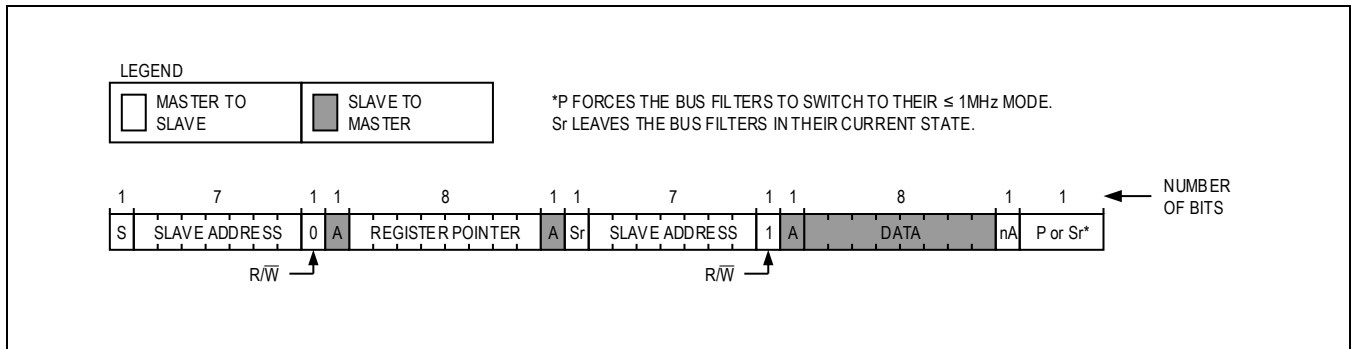 LEGEND
MASTER TO SLAVE
SLAVE TO MASTER
*P FORCES THE BUS FILTERS TO SWITCH TO THEIR ≤ 1MHz MODE.
Sr LEAVES THE BUS FILTERS IN THEIR CURRENT STATE.
1 7 1 1 8 1 1 7 1 1 8 1 1
NUMBER OF BITS
S SLAVE ADDRESS 0 A REGISTER POINTER A Sr SLAVE ADDRESS 1 A DATA nA P or Sr*
R/W̅ R/W̅